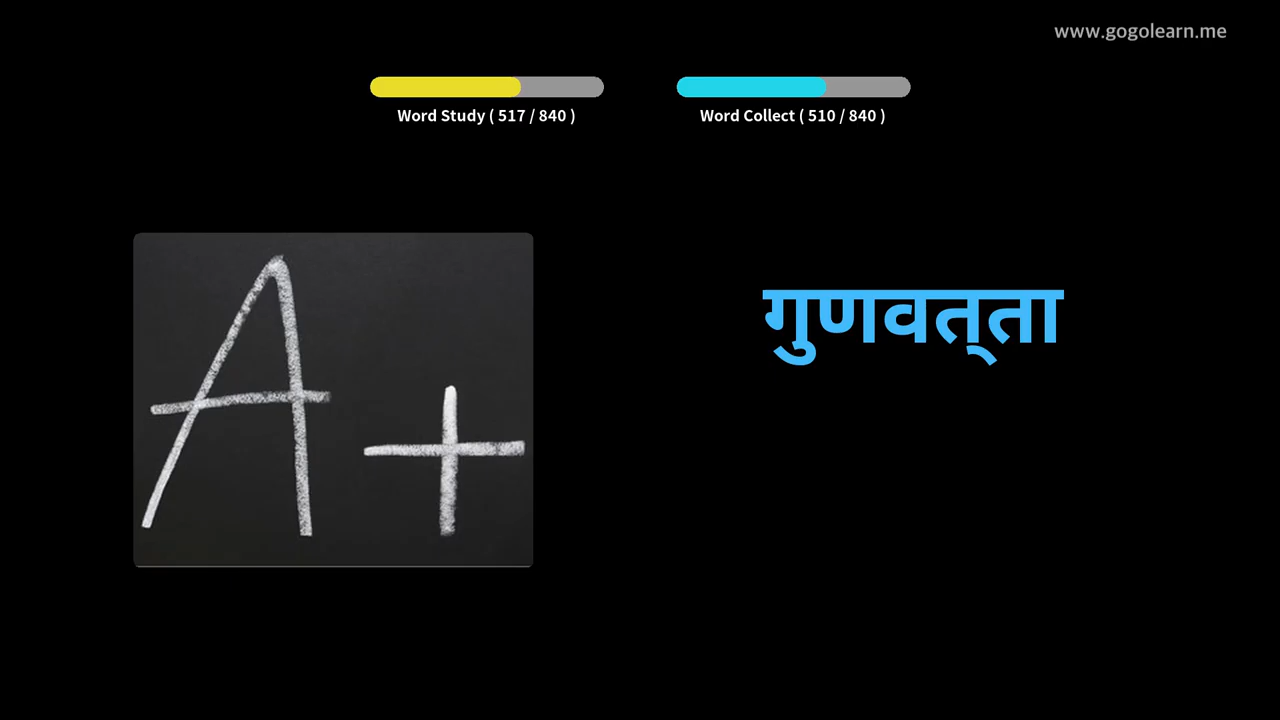 www.gogolearn.me
Word Study ( 517 / 840 )
Word Collect ( 510 / 840 )
A+
गुणवत्‌ता